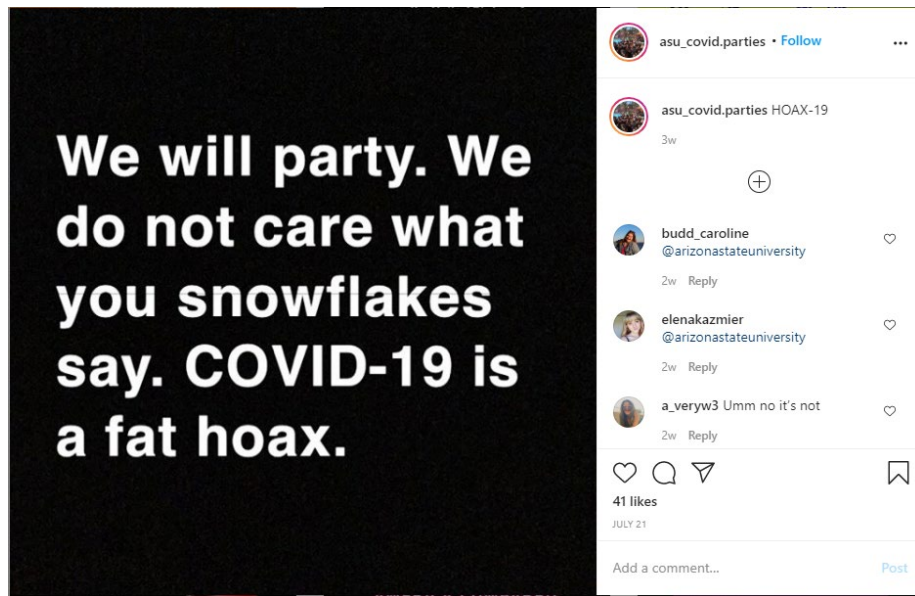 We will party. We
do not care what
you snowflakes
say. COVID-19 is
a fat hoax.
asu_covid.parties • Follow
asu_covid.parties HOAX-19
3w
budd_caroline
@arizonastateuniversity
2w Reply
elenakazmier
@arizonastateuniversity
2w Reply
a_veryw3 Umm no it's not
2w Reply
41 likes
JULY 21
Add a comment...
Post